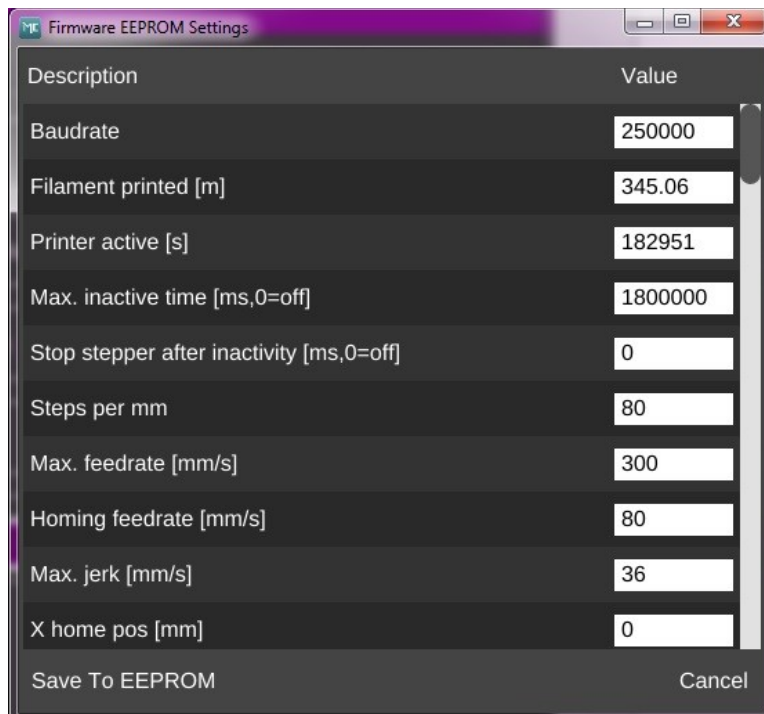 MC Firmware EEPROM Settings
Description Value
Baudrate 250000
Filament printed [m] 345.06
Printer active [s] 182951
Max. inactive time [ms,0=off] 1800000
Stop stepper after inactivity [ms,0=off] 0
Steps per mm 80
Max. feedrate [mm/s] 300
Homing feedrate [mm/s] 80
Max. jerk [mm/s] 36
X home pos [mm] 0
Save To EEPROM Cancel